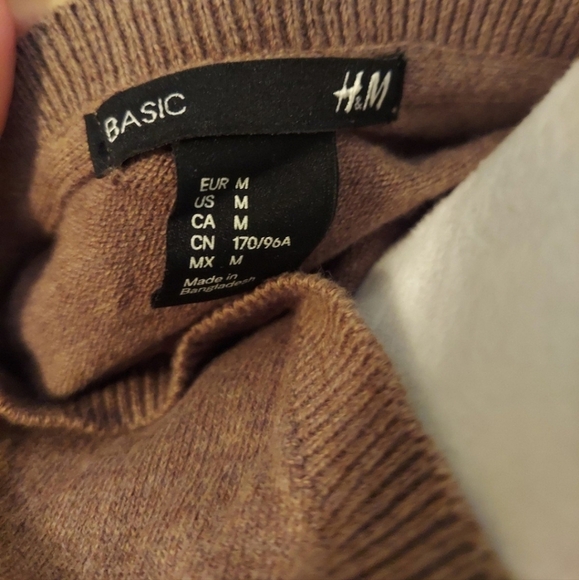 BASIC H&M
EUR M
US M
CA M
CN 170/96A
MX M
Made in
Bangladesh